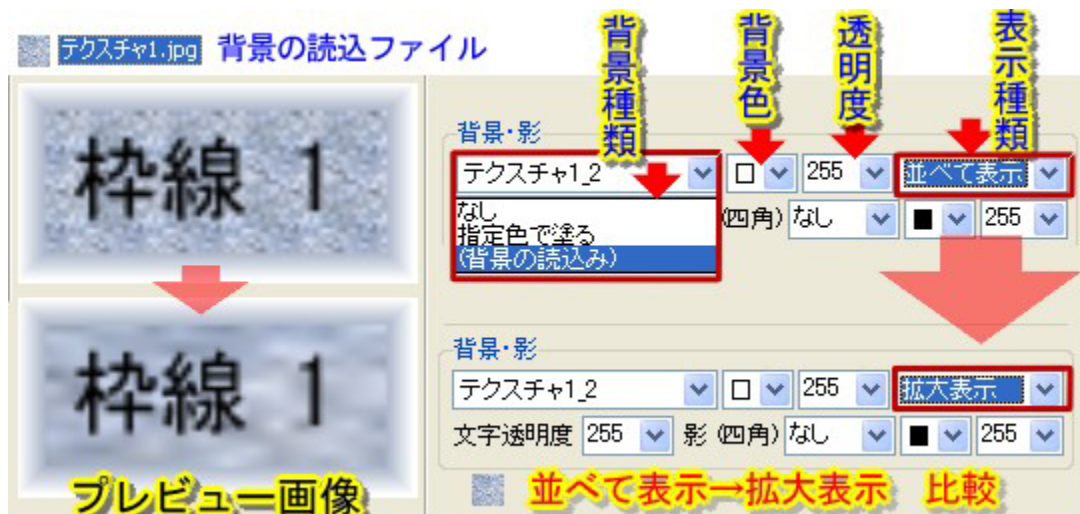 テクスチャ1.jpg 背景の読込ファイル
背景種類
背景色
透明度
表示種類
枠線 1
背景・影
テクスチャ1_2 255 並べて表示
なし
指定色で塗る
(背景の読込み)
(四角) なし 255
枠線 1
背景・影
テクスチャ1_2 255 拡大表示
文字透明度 255 影 (四角) なし 255
プレビュー画像
並べて表示→拡大表示 比較